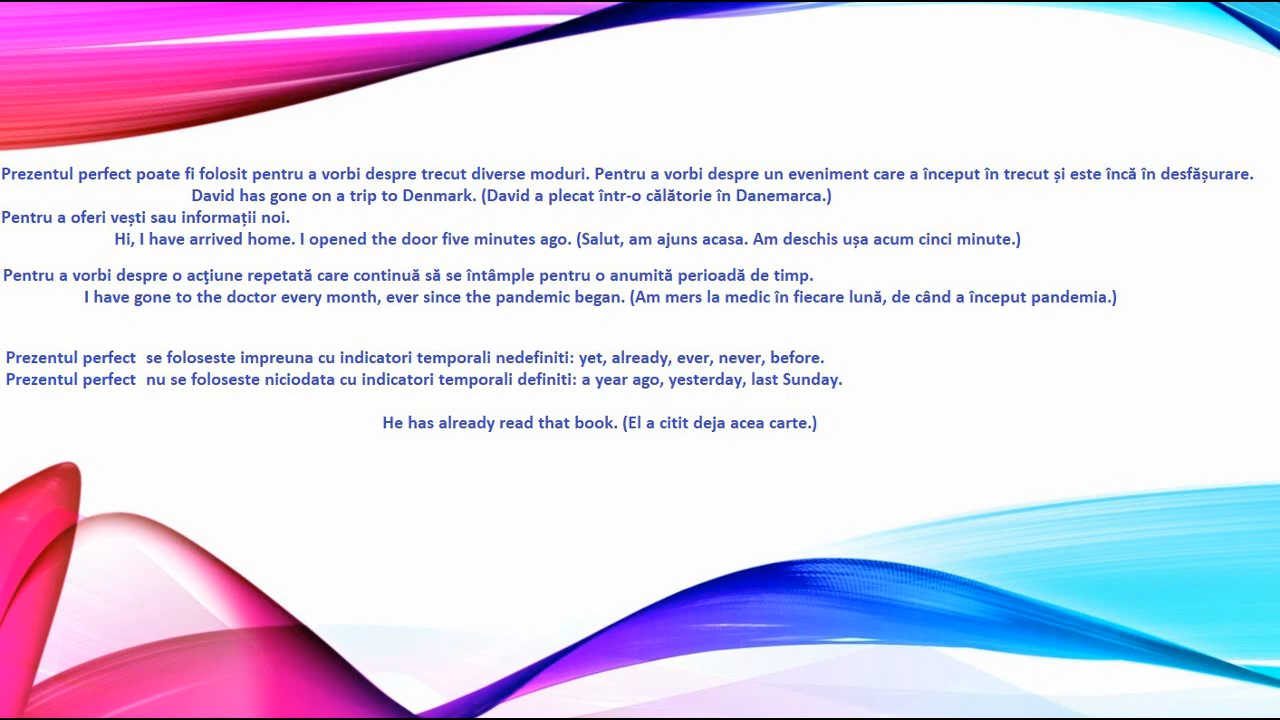 Prezentul perfect poate fi folosit pentru a vorbi despre trecut diverse moduri. Pentru a vorbi despre un eveniment care a început în trecut și este încă în desfășurare.
David has gone on a trip to Denmark. (David a plecat într-o călătorie în Danemarca.)
Pentru a oferi vești sau informații noi.
Hi, I have arrived home. I opened the door five minutes ago. (Salut, am ajuns acasa. Am deschis ușa acum cinci minute.)
Pentru a vorbi despre o acţiune repetată care continuă să se întâmple pentru o anumită perioadă de timp.
I have gone to the doctor every month, ever since the pandemic began. (Am mers la medic în fiecare lună, de când a început pandemia.)
Prezentul perfect se foloseste impreuna cu indicatori temporali nedefiniti: yet, already, ever, never, before.
Prezentul perfect nu se foloseste niciodata cu indicatori temporali definiti: a year ago, yesterday, last Sunday.
He has already read that book. (El a citit deja acea carte.)